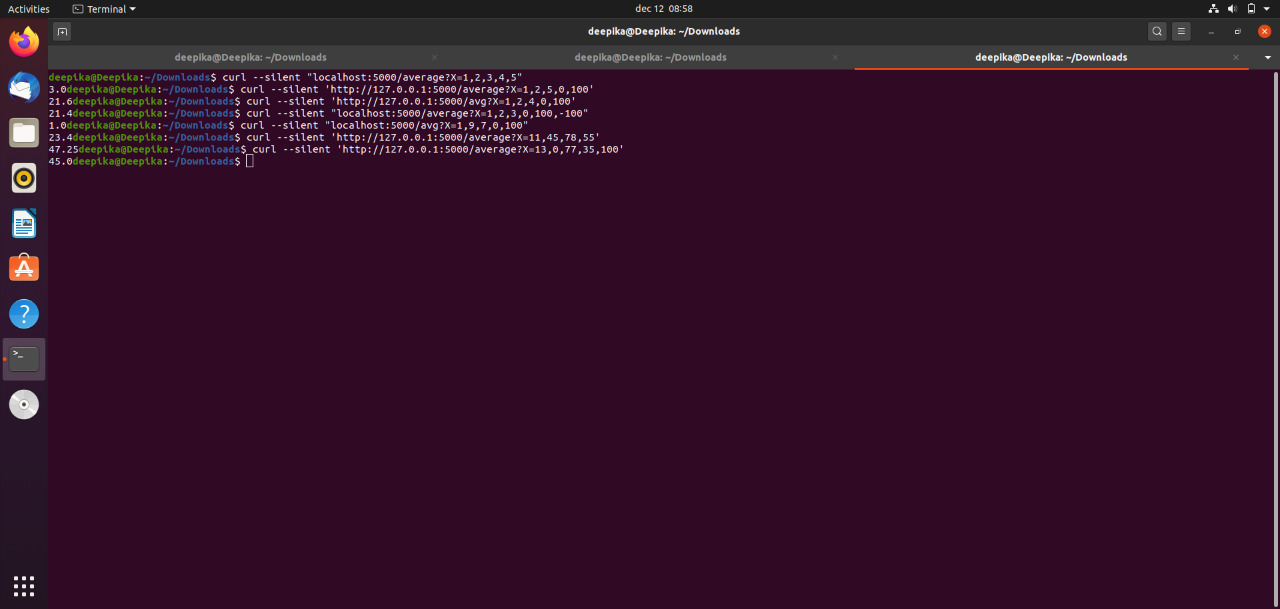 Activities Terminal dec 12 08:58
deepika@Deepika: ~/Downloads
deepika@Deepika: ~/Downloads deepika@Deepika: ~/Downloads deepika@Deepika: ~/Downloads
deepika@Deepika:~/Downloads$ curl --silent "localhost:5000/average?X=1,2,3,4,5"
3.0deepika@Deepika:~/Downloads$ curl --silent 'http://127.0.0.1:5000/average?X=1,2,5,0,100'
21.6deepika@Deepika:~/Downloads$ curl --silent 'http://127.0.0.1:5000/avg?X=1,2,4,0,100'
21.4deepika@Deepika:~/Downloads$ curl --silent "localhost:5000/average?X=1,2,3,0,100,-100"
1.0deepika@Deepika:~/Downloads$ curl --silent "localhost:5000/avg?X=1,9,7,0,100"
23.4deepika@Deepika:~/Downloads$ curl --silent 'http://127.0.0.1:5000/average?X=11,45,78,55'
47.25deepika@Deepika:~/Downloads$ curl --silent 'http://127.0.0.1:5000/average?X=13,0,77,35,100'
45.0deepika@Deepika:~/Downloads$